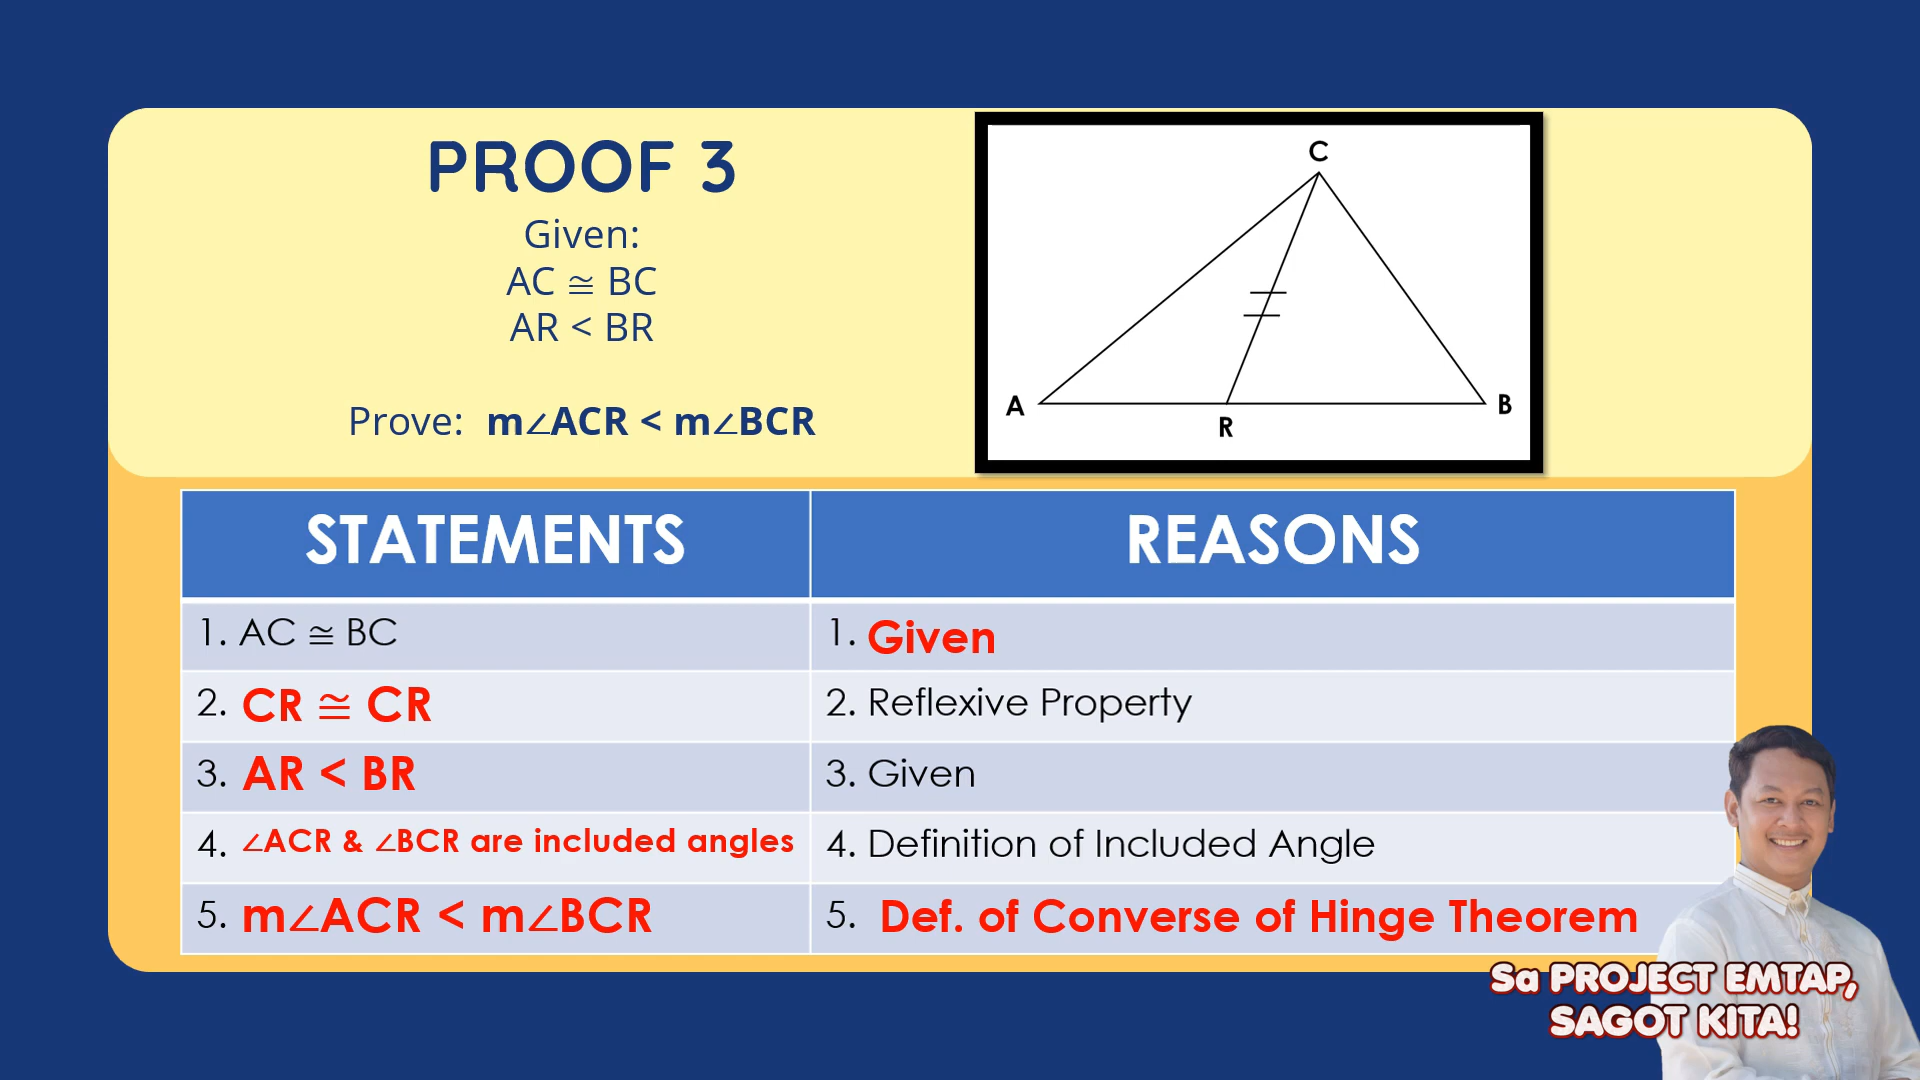 PROOF 3
Given:
AC ≅ BC
AR < BR
Prove: m∠ACR < m∠BCR
C
A
B
R
STATEMENTS
REASONS
1. AC ≅ BC
1. Given
2. CR ≅ CR
2. Reflexive Property
3. AR < BR
3. Given
4. ∠ACR & ∠BCR are included angles
4. Definition of Included Angle
5. m∠ACR < m∠BCR
5. Def. of Converse of Hinge Theorem
Sa PROJECT EMTAP,
SAGOT KITA!